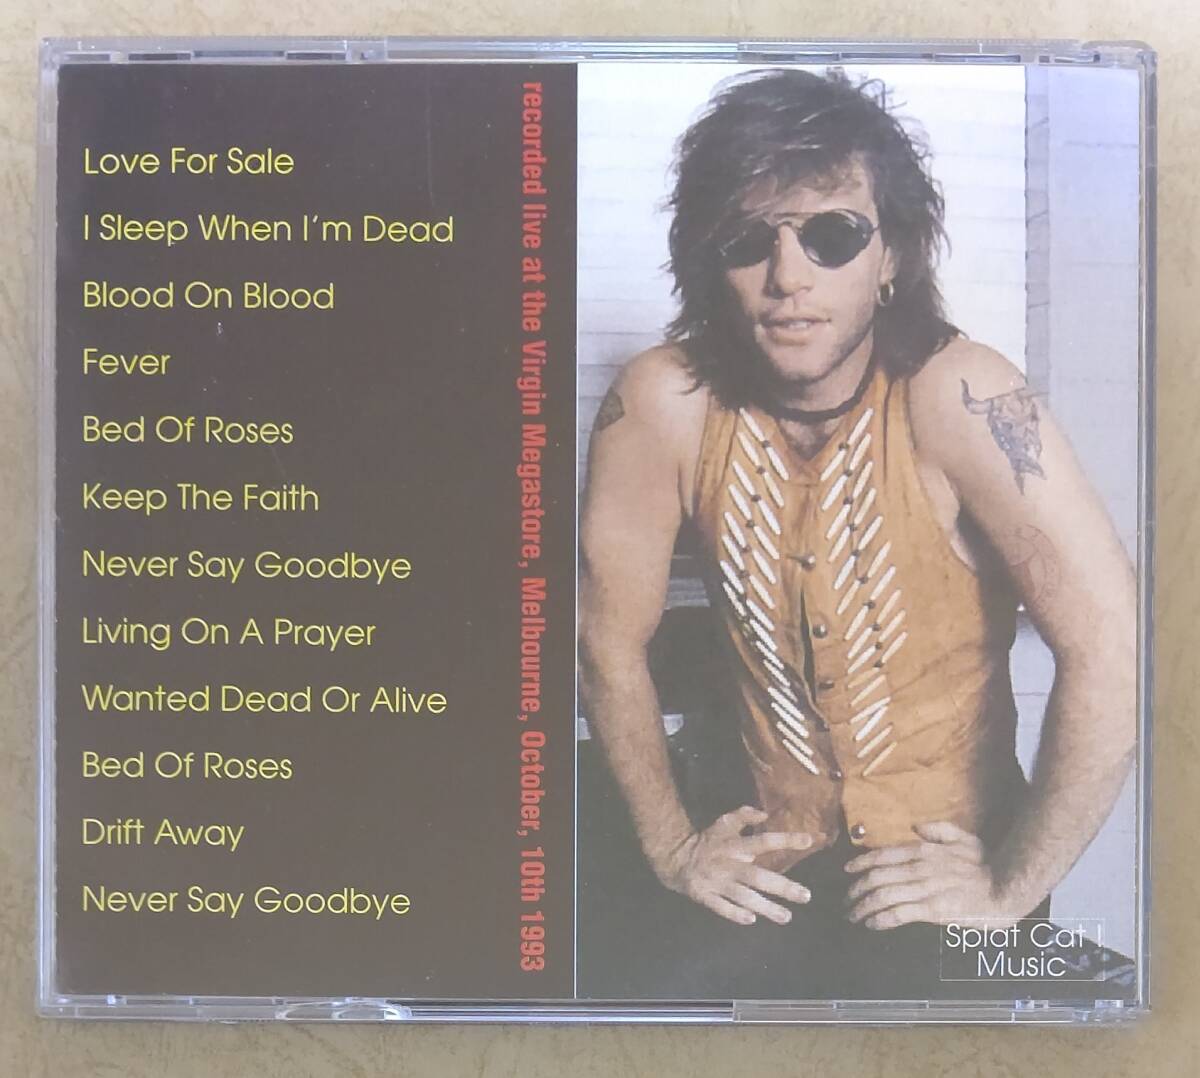 Love For Sale
I Sleep When I'm Dead
Blood On Blood
Fever
Bed Of Roses
Keep The Faith
Never Say Goodbye
Living On A Prayer
Wanted Dead Or Alive
Bed Of Roses
Drift Away
Never Say Goodbye
recorded live at the Virgin Megastore, Melbourne, October, 10th 1993
Splat Cat !
Music